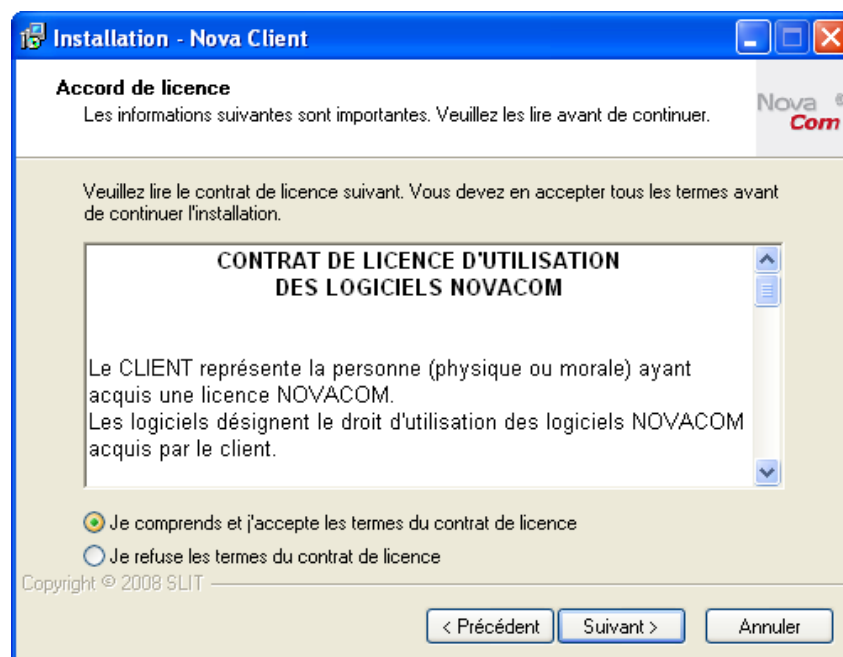 Installation - Nova Client
Accord de licence
Les informations suivantes sont importantes. Veuillez les lire avant de continuer.
Nova
Com
Veuillez lire le contrat de licence suivant. Vous devez en accepter tous les termes avant
de continuer l'installation.
CONTRAT DE LICENCE D'UTILISATION
DES LOGICIELS NOVACOM
Le CLIENT représente la personne (physique ou morale) ayant
acquis une licence NOVACOM.
Les logiciels désignent le droit d'utilisation des logiciels NOVACOM
acquis par le client.
Je comprends et j'accepte les termes du contrat de licence
Je refuse les termes du contrat de licence
Copyright © 2008 SLIT
< Précédent
Suivant >
Annuler